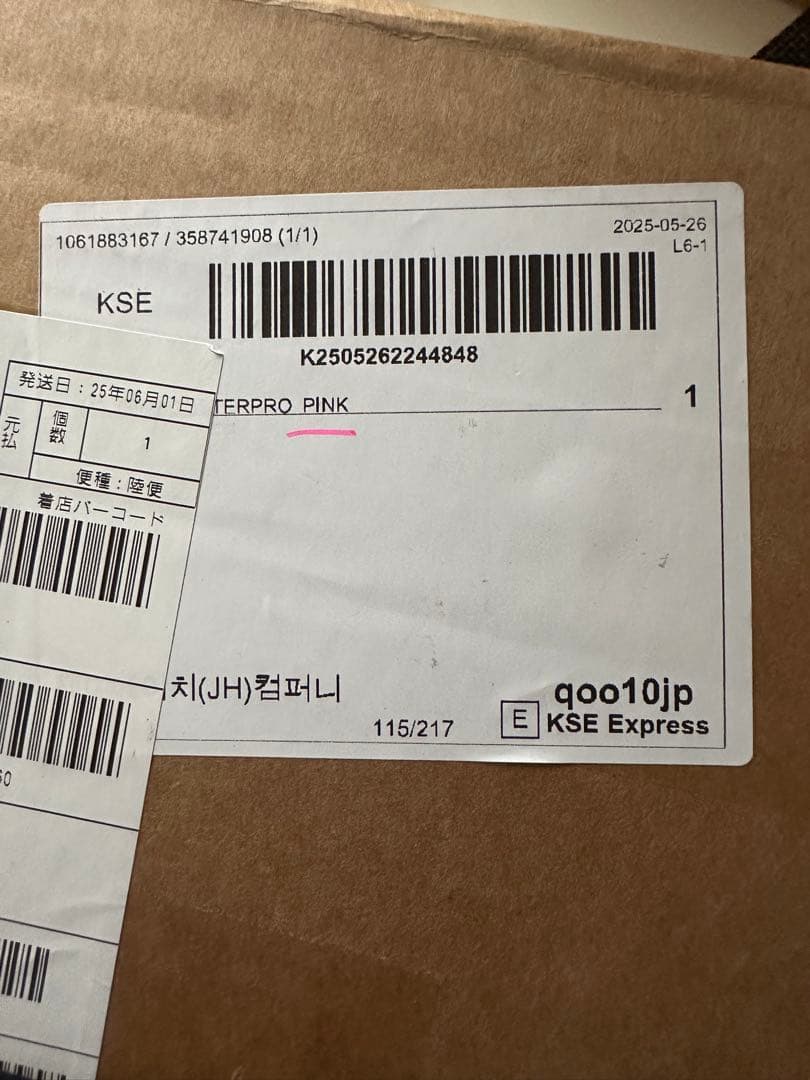 1061883167 / 358741908 (1/1)
2025-05-26
L6-1
KSE
K2505262244848
TERPRO PINK
1
치(JH)컴퍼니
115/217
E
qoo10jp
KSE Express
発送日:25年06月01日
元払
個数
1
便種:陸便
着店バーコード